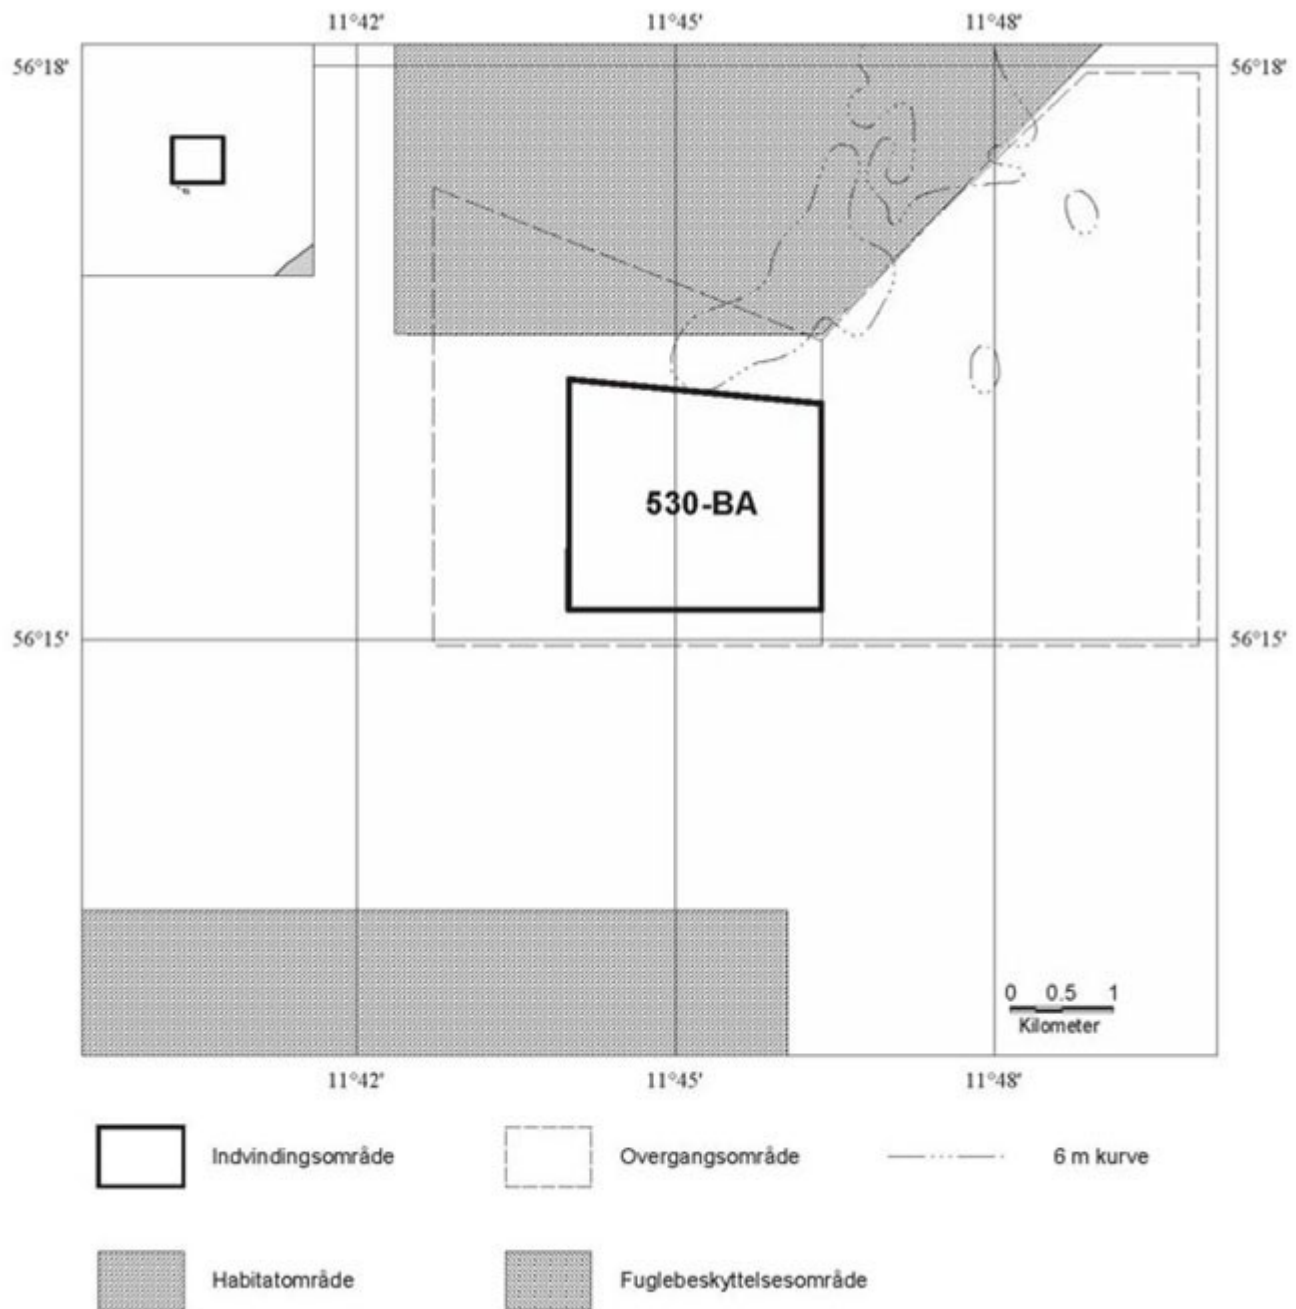 11°42' 11°45' 11°48'
56°18' 56°18'
530-BA
56°15' 56°15'
0 0.5 1
Kilometer
11°42' 11°45' 11°48'
Indvindingsområde Overgangsområde 6 m kurve
Habitatområde Fuglebeskyttelsesområde